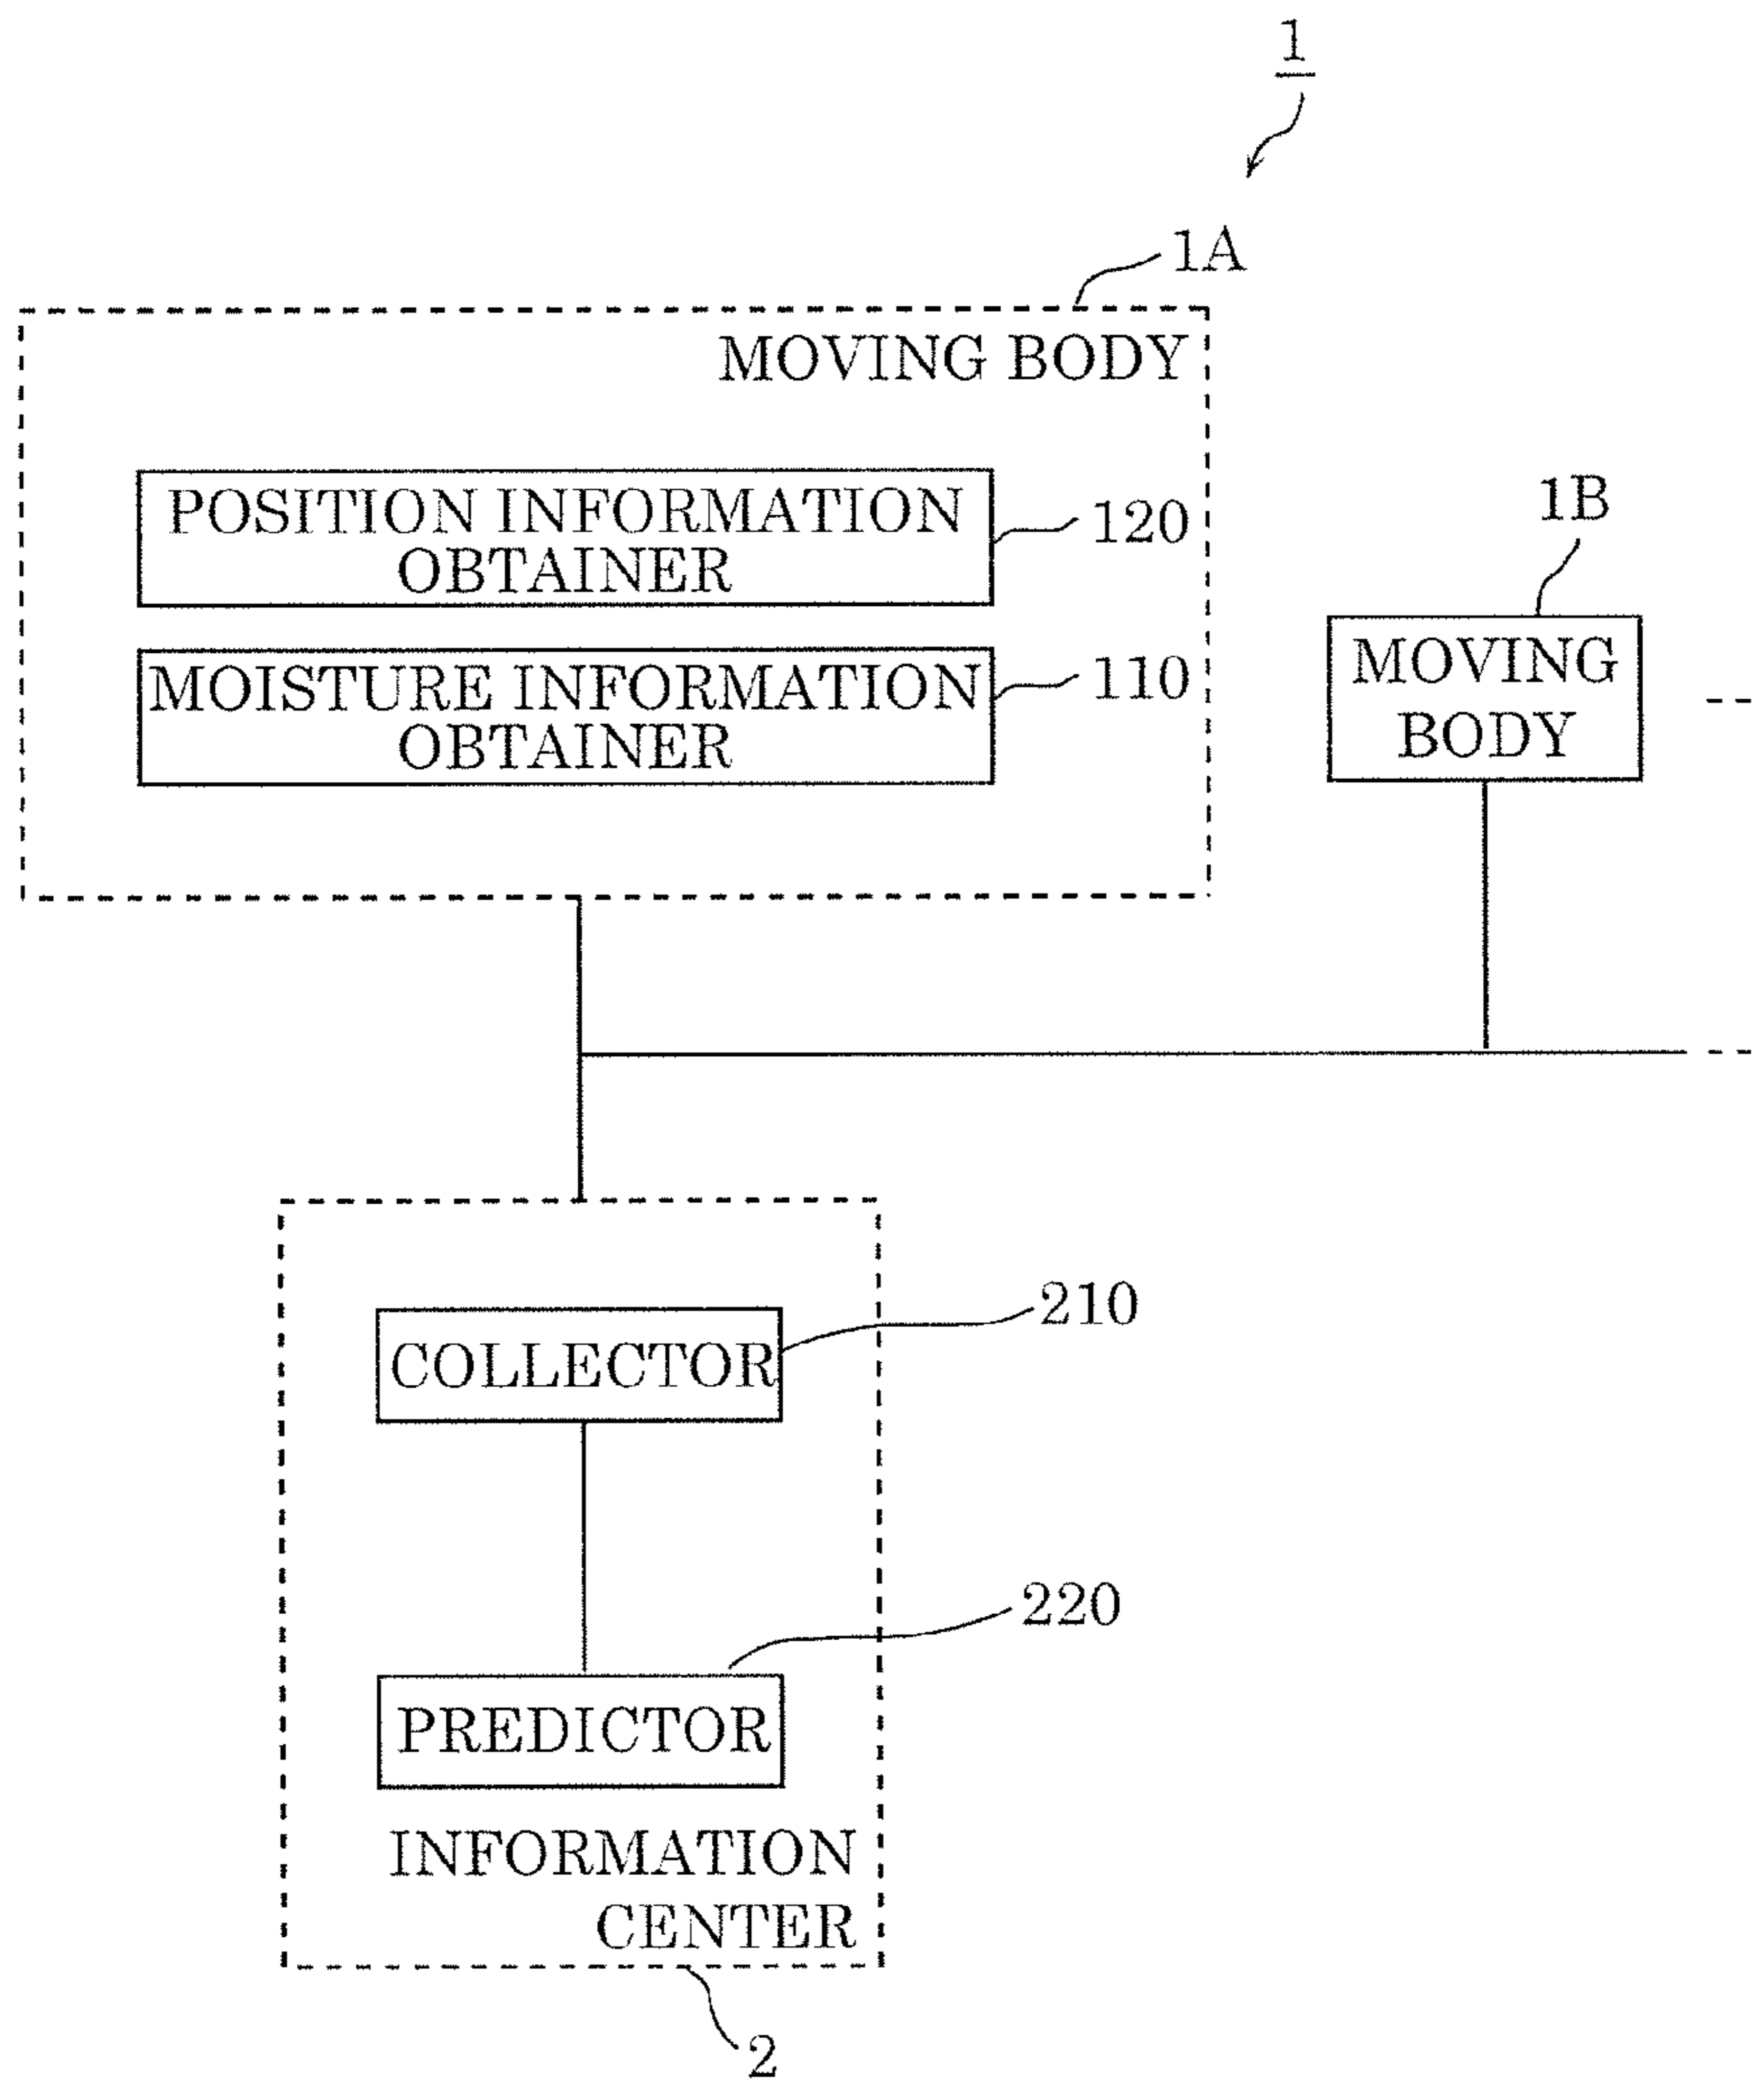 1
1A
MOVING BODY
POSITION INFORMATION
OBTAINER
120
MOISTURE INFORMATION
OBTAINER
110
1B
MOVING
BODY
210
COLLECTOR
220
PREDICTOR
INFORMATION
CENTER
2